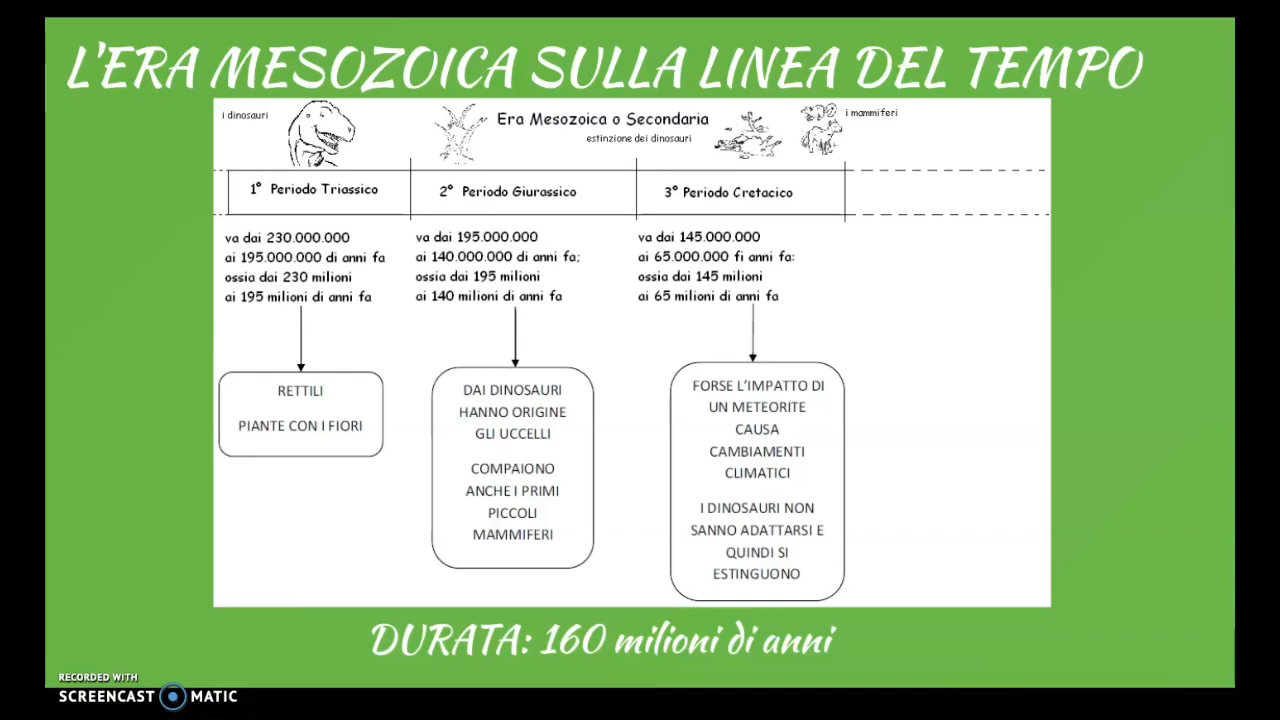 L'ERA MESOZOICA SULLA LINEA DEL TEMPO
i dinosauri
Era Mesozoica o Secondaria
estinzione dei dinosauri
i mammiferi
1° Periodo Triassico
2° Periodo Giurassico
3° Periodo Cretacico
va dai 230.000.000
ai 195.000.000 di anni fa
ossia dai 230 milioni
ai 195 milioni di anni fa
va dai 195.000.000
ai 140.000.000 di anni fa;
ossia dai 195 milioni
ai 140 milioni di anni fa
va dai 145.000.000
ai 65.000.000 fi anni fa:
ossia dai 145 milioni
ai 65 milioni di anni fa
RETTILI
PIANTE CON I FIORI
DAI DINOSAURI
HANNO ORIGINE
GLI UCCELLI
COMPAIONO
ANCHE I PRIMI
PICCOLI
MAMMIFERI
FORSE L'IMPATTO DI
UN METEORITE
CAUSA
CAMBIAMENTI
CLIMATICI
I DINOSAURI NON
SANNO ADATTARSI E
QUINDI SI
ESTINGUONO
DURATA: 160 milioni di anni
RECORDED WITH
SCREENCAST MATIC